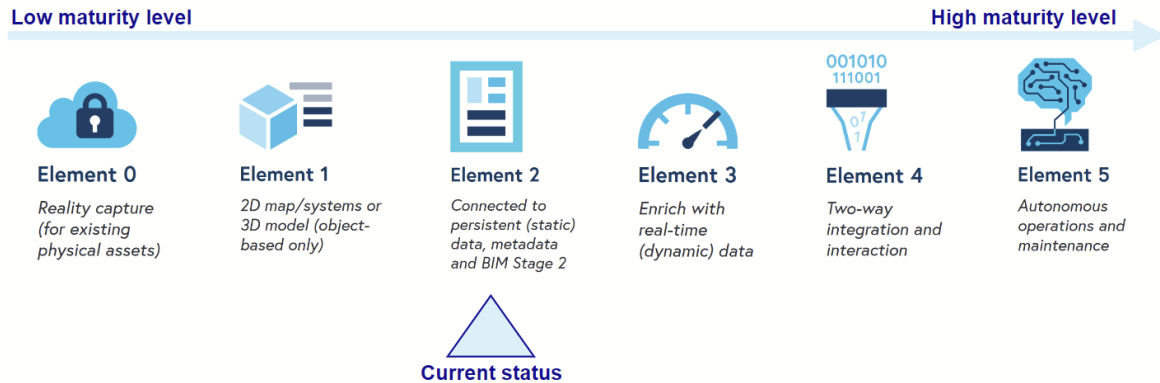 Low maturity level
High maturity level
001010
111001
0 1
1
Element 0
Reality capture
(for existing
physical assets)
Element 1
2D map/systems or
3D model (object-
based only)
Element 2
Connected to
persistent (static)
data, metadata
and BIM Stage 2
Element 3
Enrich with
real-time
(dynamic) data
Element 4
Two-way
integration and
interaction
Element 5
Autonomous
operations and
maintenance
Current status